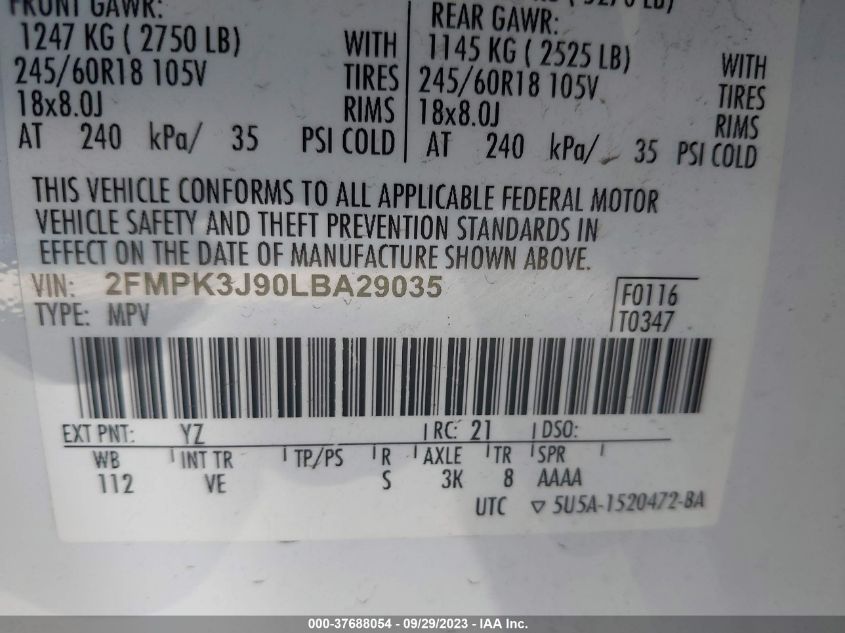 FRONT GAWR:
1247 KG ( 2750 LB) WITH
245/60R18 105V TIRES
18x8.0J RIMS
AT 240 kPa/ 35 PSI COLD
REAR GAWR:
1145 KG ( 2525 LB) WITH
245/60R18 105V TIRES
18x8.0J RIMS
AT 240 kPa/ 35 PSI COLD
THIS VEHICLE CONFORMS TO ALL APPLICABLE FEDERAL MOTOR
VEHICLE SAFETY AND THEFT PREVENTION STANDARDS IN
EFFECT ON THE DATE OF MANUFACTURE SHOWN ABOVE.
VIN: 2FMPK3J90LBA29035
TYPE: MPV
F0116
T0347
EXT PNT: YZ RC: 21 DSO:
WB INT TR TP/PS R AXLE TR SPR
112 VE S 3K 8 AAAA
UTC ▽ 5U5A-1520472-BA
000-37688054 - 09/29/2023 - IAA Inc.